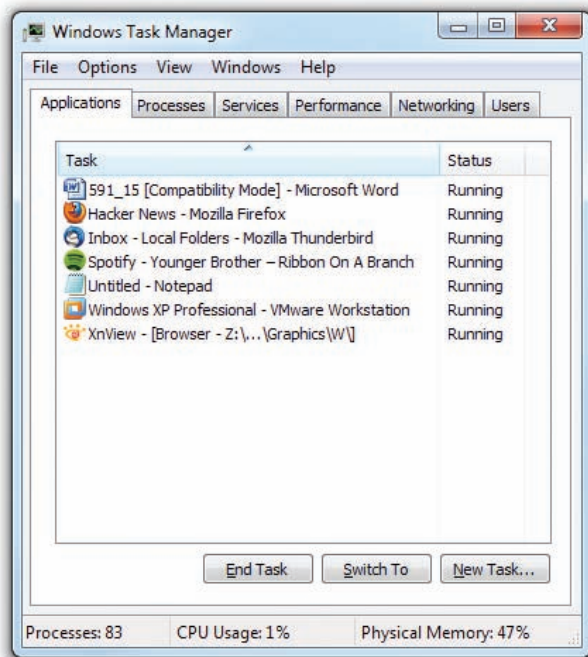 Windows Task Manager
File Options View Windows Help
Applications Processes Services Performance Networking Users
Task Status
591_15 [Compatibility Mode] - Microsoft Word Running
Hacker News - Mozilla Firefox Running
Inbox - Local Folders - Mozilla Thunderbird Running
Spotify - Younger Brother – Ribbon On A Branch Running
Untitled - Notepad Running
Windows XP Professional - VMware Workstation Running
XnView - [Browser - Z:\...\Graphics\W\] Running
End Task Switch To New Task...
Processes: 83 CPU Usage: 1% Physical Memory: 47%